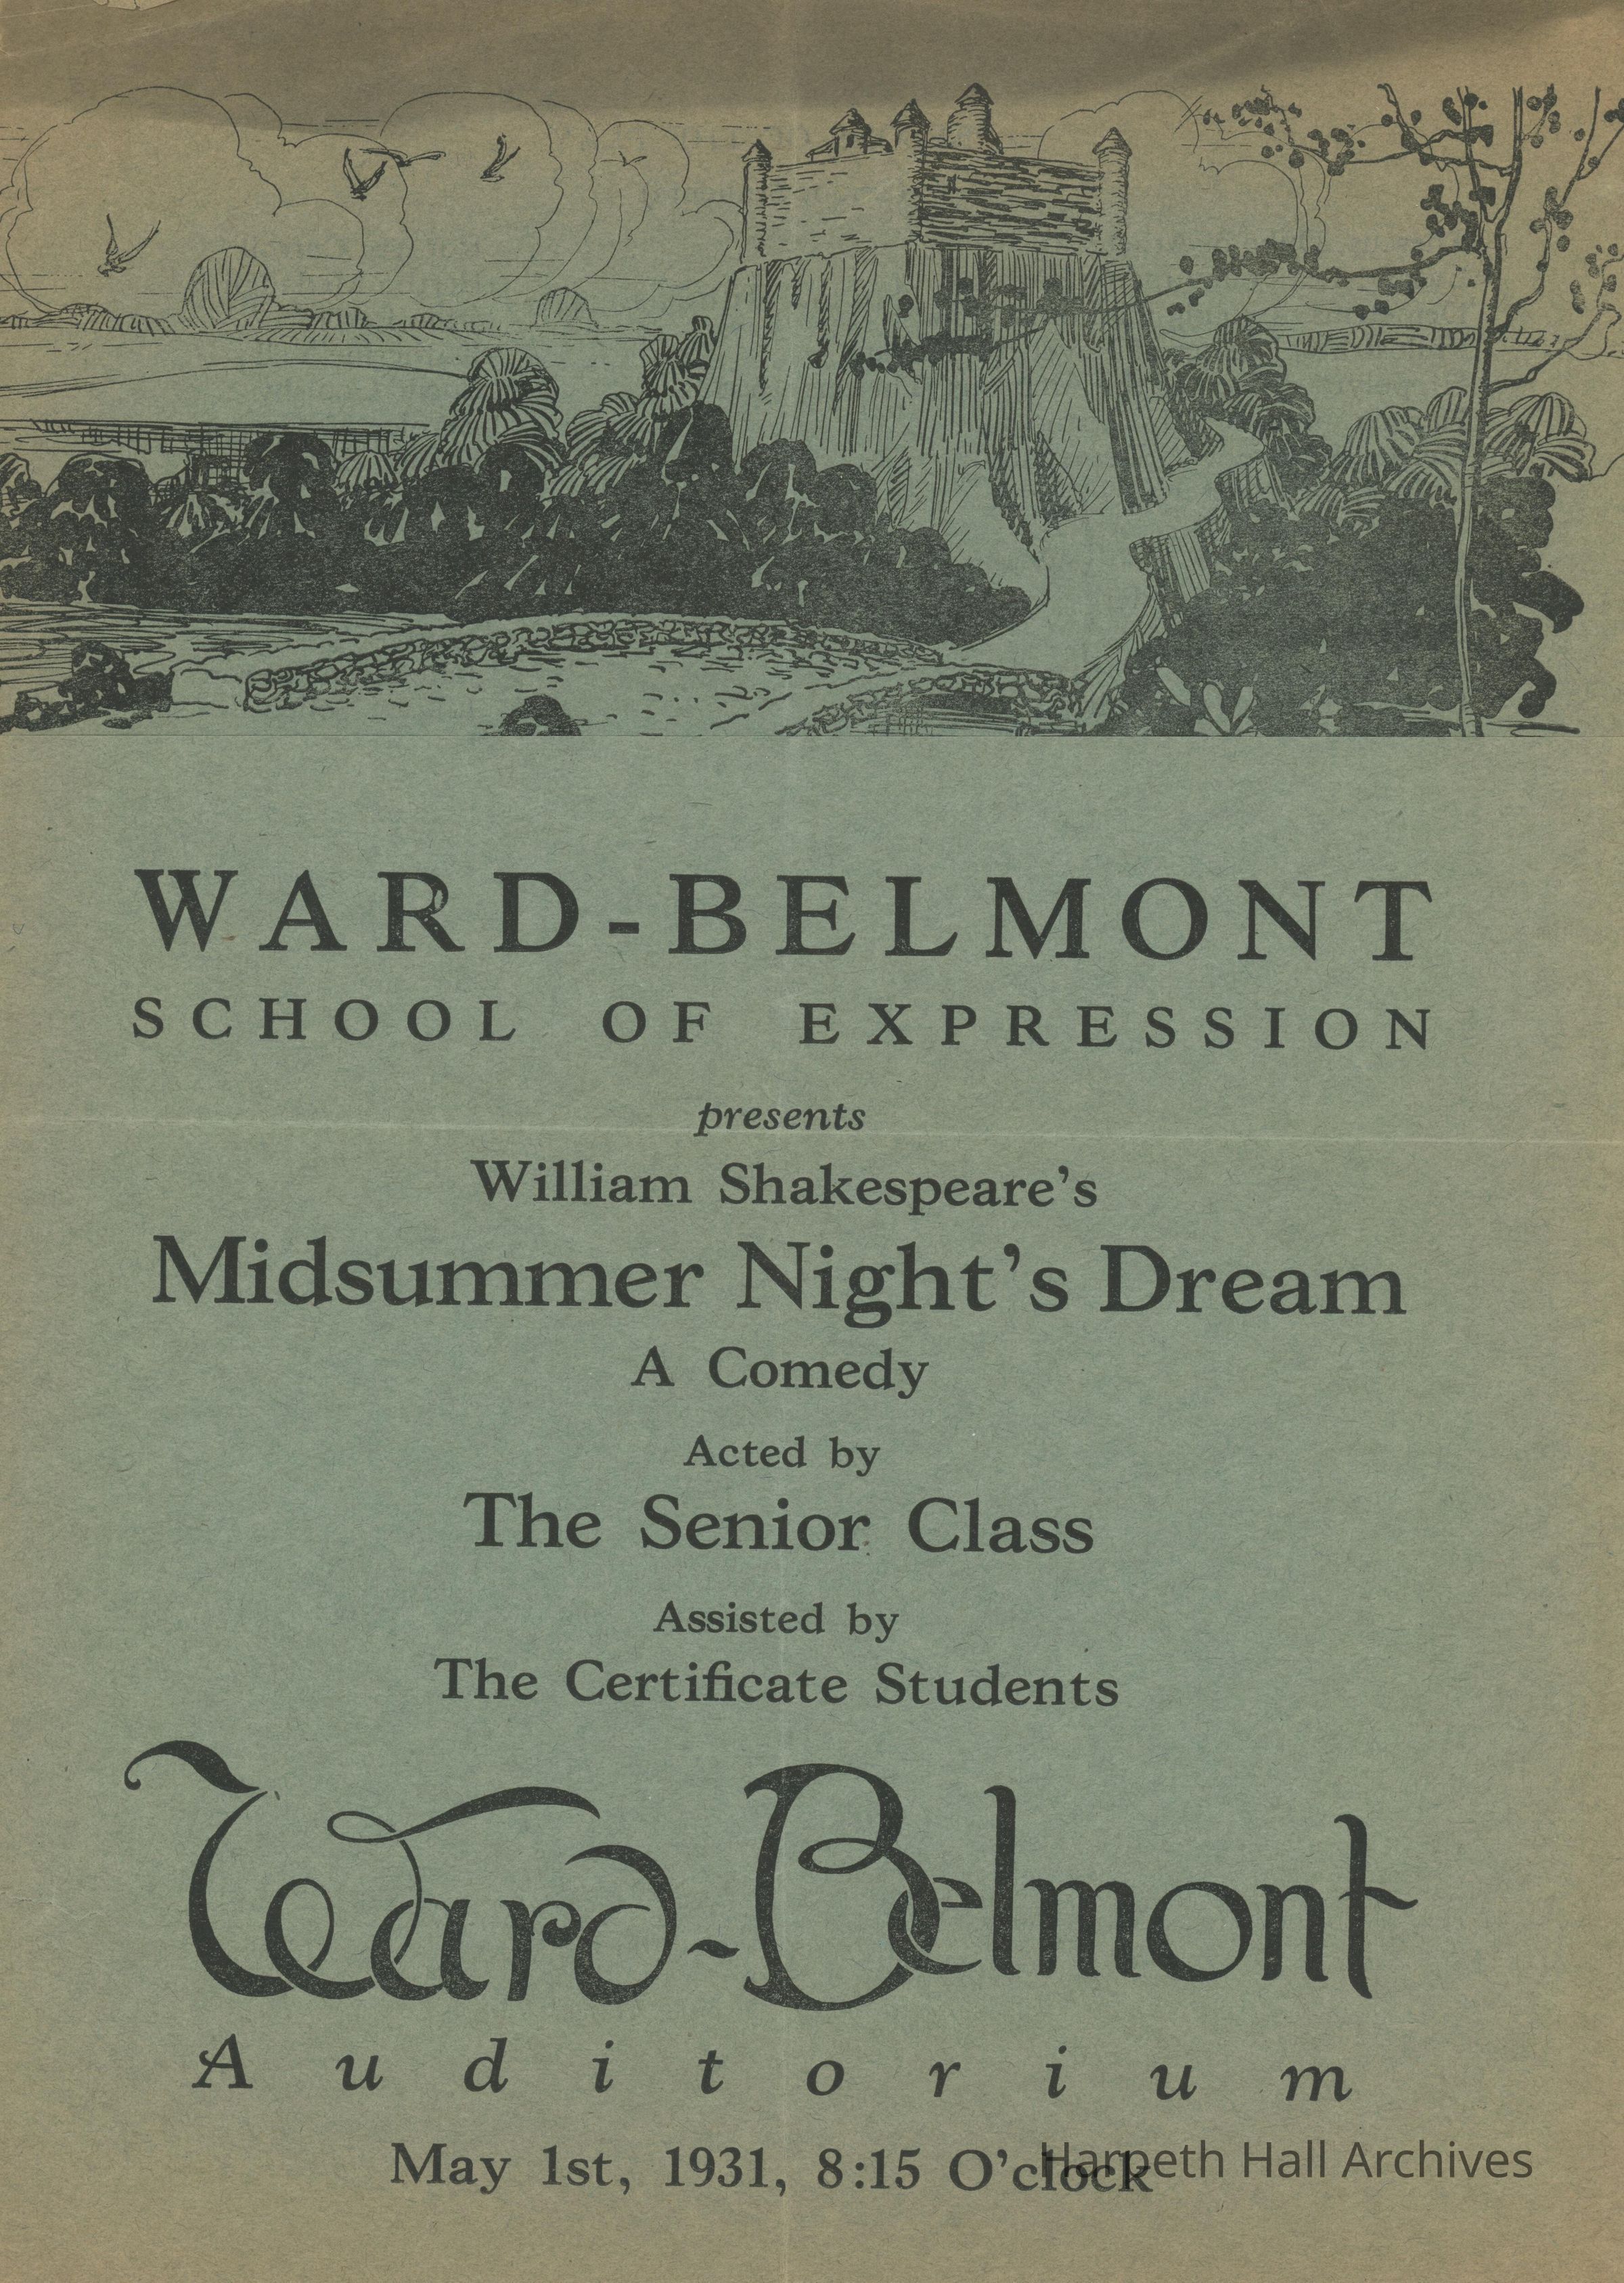 WARD-BELMONT
SCHOOL OF EXPRESSION
presents
William Shakespeare's
Midsummer Night's Dream
A Comedy
Acted by
The Senior Class
Assisted by
The Certificate Students
Ward-Belmont
Auditorium
May 1st, 1931, 8:15 O'clock
Harpeth Hall Archives